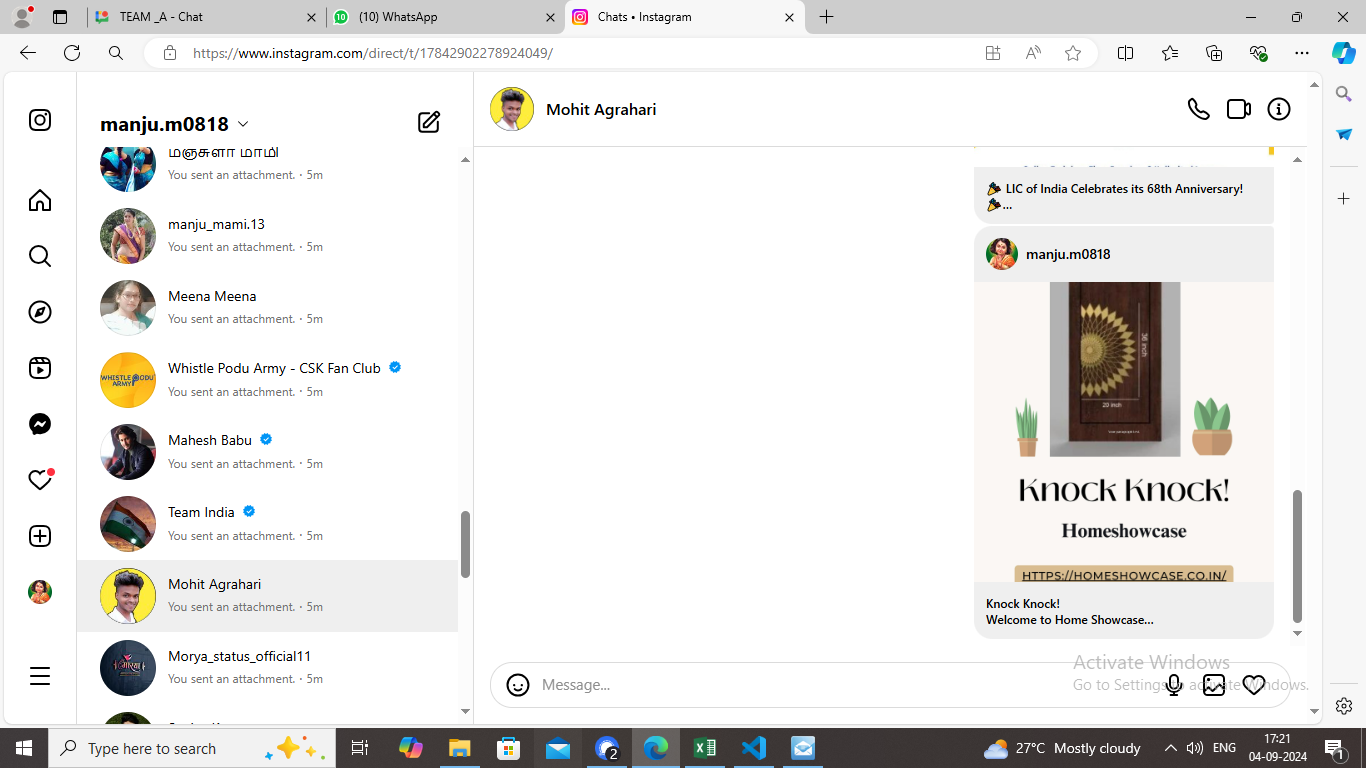 TEAM _A - Chat
(10) WhatsApp
Chats • Instagram
https://www.instagram.com/direct/t/17842902278924049/
manju.m0818
You sent an attachment. · 5m
manju_mami.13
You sent an attachment. · 5m
Meena Meena
You sent an attachment. · 5m
Whistle Podu Army - CSK Fan Club
You sent an attachment. · 5m
WHISTLE PODU
ARMY
Mahesh Babu
You sent an attachment. · 5m
Team India
You sent an attachment. · 5m
Mohit Agrahari
You sent an attachment. · 5m
Morya_status_official11
You sent an attachment. · 5m
Mohit Agrahari
🎉 LIC of India Celebrates its 68th Anniversary!
🎉...
manju.m0818
36 inch
20 inch
Knock Knock!
Homeshowcase
HTTPS://HOMESHOWCASE.CO.IN/
Knock Knock!
Welcome to Home Showcase...
Message...
Activate Windows
Go to Settings to activate Windows.
Type here to search
2
27°C Mostly cloudy
ENG
17:21
04-09-2024
1